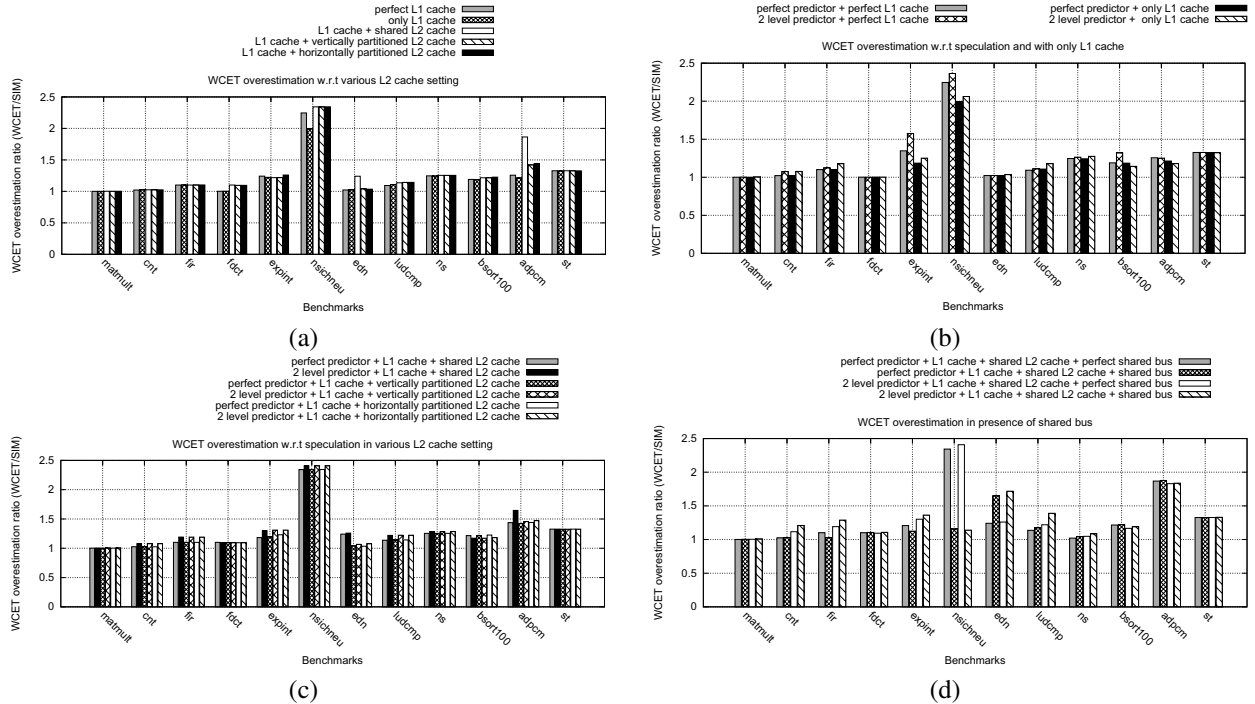 perfect L1 cache
only L1 cache
L1 cache + shared L2 cache
L1 cache + vertically partitioned L2 cache
L1 cache + horizontally partitioned L2 cache
WCET overestimation w.r.t various L2 cache setting
WCET overestimation ratio (WCET/SIM)
2.5
2
1.5
1
0.5
0
matmult
cnt
fir
fdct
expint
nsichneu
edn
ludcmp
ns
bsort100
adpcm
st
Benchmarks
(a)
perfect predictor + perfect L1 cache
2 level predictor + perfect L1 cache
perfect predictor + only L1 cache
2 level predictor + only L1 cache
WCET overestimation w.r.t speculation and with only L1 cache
WCET overestimation ratio (WCET/SIM)
2.5
2
1.5
1
0.5
0
matmult
cnt
fir
fdct
expint
nsichneu
edn
ludcmp
ns
bsort100
adpcm
st
Benchmarks
(b)
perfect predictor + L1 cache + shared L2 cache
2 level predictor + L1 cache + shared L2 cache
perfect predictor + L1 cache + vertically partitioned L2 cache
2 level predictor + L1 cache + vertically partitioned L2 cache
perfect predictor + L1 cache + horizontally partitioned L2 cache
2 level predictor + L1 cache + horizontally partitioned L2 cache
WCET overestimation w.r.t speculation in various L2 cache setting
WCET overestimation ratio (WCET/SIM)
2.5
2
1.5
1
0.5
0
matmult
cnt
fir
fdct
expint
nsichneu
edn
ludcmp
ns
bsort100
adpcm
st
Benchmarks
(c)
perfect predictor + L1 cache + shared L2 cache + perfect shared bus
perfect predictor + L1 cache + shared L2 cache + shared bus
2 level predictor + L1 cache + shared L2 cache + perfect shared bus
2 level predictor + L1 cache + shared L2 cache + shared bus
WCET overestimation in presence of shared bus
WCET overestimation ratio (WCET/SIM)
2.5
2
1.5
1
0.5
0
matmult
cnt
fir
fdct
expint
nsichneu
edn
ludcmp
ns
bsort100
adpcm
st
Benchmarks
(d)